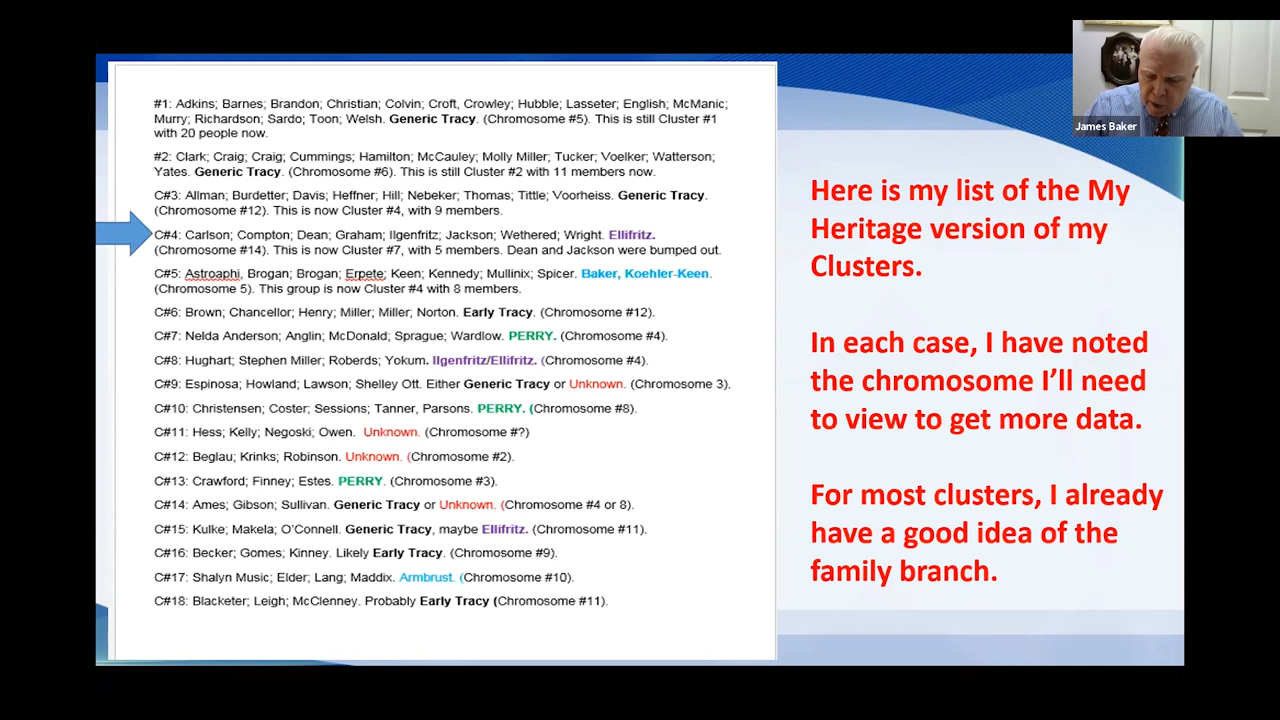 #1: Adkins; Barnes; Brandon; Christian; Colvin; Croft, Crowley; Hubble; Lasseter; English; McManic;
Murry; Richardson; Sardo; Toon; Welsh. Generic Tracy. (Chromosome #5). This is still Cluster #1
with 20 people now.
#2: Clark; Craig; Craig; Cummings; Hamilton; McCauley; Molly Miller; Tucker; Voelker; Watterson;
Yates. Generic Tracy. (Chromosome #6). This is still Cluster #2 with 11 members now.
C#3: Allman; Burdetter; Davis; Heffner; Hill; Nebeker; Thomas; Tittle; Voorheiss. Generic Tracy.
(Chromosome #12). This is now Cluster #4, with 9 members.
C#4: Carlson; Compton; Dean; Graham; Ilgenfritz; Jackson; Wethered; Wright. Ellifritz.
(Chromosome #14). This is now Cluster #7, with 5 members. Dean and Jackson were bumped out.
C#5: Astroaphi, Brogan; Brogan; Erpete; Keen; Kennedy; Mullinix; Spicer. Baker, Koehler-Keen.
(Chromosome 5). This group is now Cluster #4 with 8 members.
C#6: Brown; Chancellor; Henry; Miller; Miller; Norton. Early Tracy. (Chromosome #12).
C#7: Nelda Anderson; Anglin; McDonald; Sprague; Wardlow. PERRY. (Chromosome #4).
C#8: Hughart; Stephen Miller; Roberds; Yokum. Ilgenfritz/Ellifritz. (Chromosome #4).
C#9: Espinosa; Howland; Lawson; Shelley Ott. Either Generic Tracy or Unknown. (Chromosome 3).
C#10: Christensen; Coster; Sessions; Tanner, Parsons. PERRY. (Chromosome #8).
C#11: Hess; Kelly; Negoski; Owen. Unknown. (Chromosome #?)
C#12: Beglau; Krinks; Robinson. Unknown. (Chromosome #2).
C#13: Crawford; Finney; Estes. PERRY. (Chromosome #3).
C#14: Ames; Gibson; Sullivan. Generic Tracy or Unknown. (Chromosome #4 or 8).
C#15: Kulke; Makela; O'Connell. Generic Tracy, maybe Ellifritz. (Chromosome #11).
C#16: Becker; Gomes; Kinney. Likely Early Tracy. (Chromosome #9).
C#17: Shalyn Music; Elder; Lang; Maddix. Armbrust. (Chromosome #10).
C#18: Blacketer; Leigh; McClenney. Probably Early Tracy (Chromosome #11).
James Baker
Here is my list of the My
Heritage version of my
Clusters.
In each case, I have noted
the chromosome I'll need
to view to get more data.
For most clusters, I already
have a good idea of the
family branch.